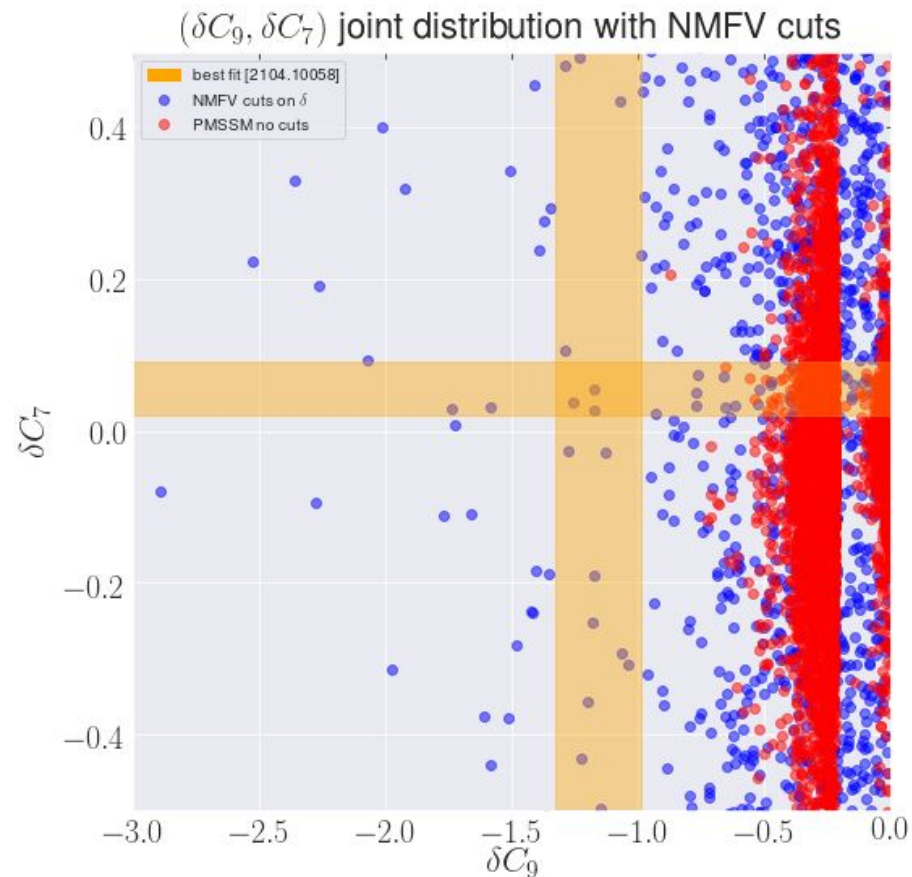 (δC₉, δC₇) joint distribution with NMFV cuts
best fit [2104.10058]
NMFV cuts on δ
PMSSM no cuts
0.4
0.2
0.0
−0.2
−0.4
δC₇
−3.0 −2.5 −2.0 −1.5 −1.0 −0.5 0.0
δC₉